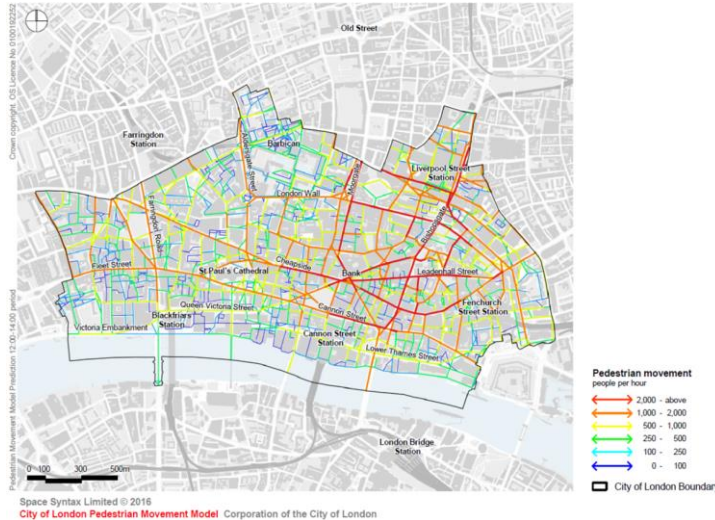 Crown copyright. OS Licence No 0100192252
Pedestrian Movement Model Prediction 12:00-14:00 period.
Old Street
Farringdon
Station
Barbican
Aldersgate Street
Moorgate
Liverpool Street
Station
London Wall
Farringdon Road
Bishopsgate
Cheapside
Fleet Street
St Paul's Cathedral
Bank
Leadenhall Street
Queen Victoria Street
Cannon Street
Fenchurch
Street Station
Blackfriars
Station
Victoria Embankment
Cannon Street
Station
Lower Thames Street
London Bridge
Station
0 100 300 500m
Pedestrian movement
people per hour
2,000 - above
1,000 - 2,000
500 - 1,000
250 - 500
100 - 250
0 - 100
City of London Boundar
Space Syntax Limited © 2016
City of London Pedestrian Movement Model Corporation of the City of London